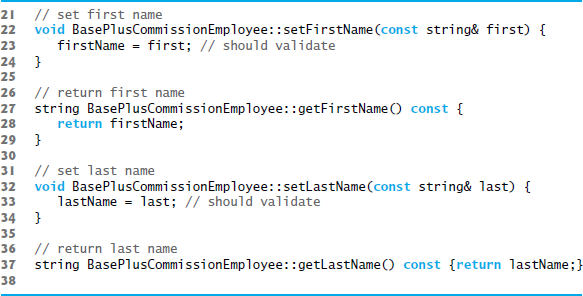 21 // set first name
22 void BasePlusCommissionEmployee::setFirstName(const string& first) {
23    firstName = first; // should validate
24 }
25
26 // return first name
27 string BasePlusCommissionEmployee::getFirstName() const {
28    return firstName;
29 }
30
31 // set last name
32 void BasePlusCommissionEmployee::setLastName(const string& last) {
33    lastName = last; // should validate
34 }
35
36 // return last name
37 string BasePlusCommissionEmployee::getLastName() const {return lastName;}
38